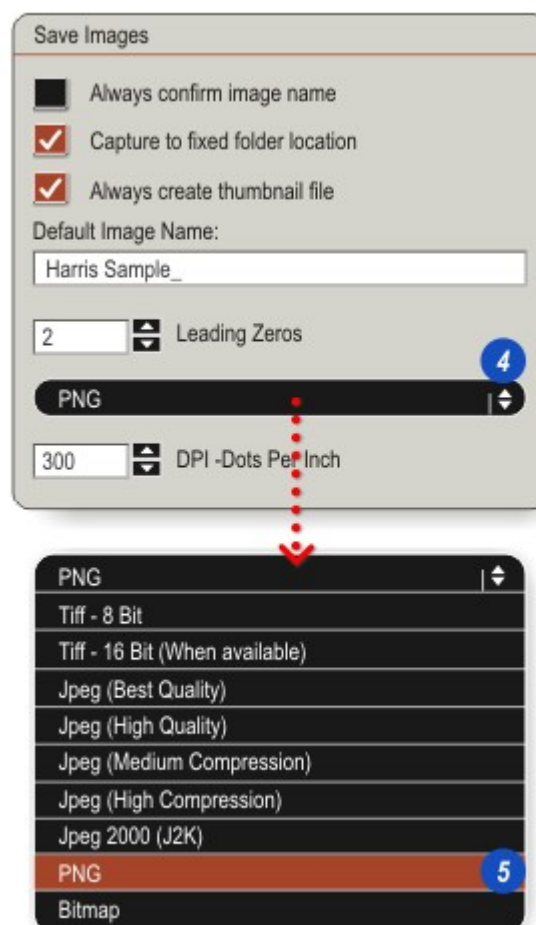 Save Images
Always confirm image name
Capture to fixed folder location
Always create thumbnail file
Default Image Name:
Harris Sample_
2 Leading Zeros
4
PNG
300 DPI -Dots Per Inch
PNG
Tiff - 8 Bit
Tiff - 16 Bit (When available)
Jpeg (Best Quality)
Jpeg (High Quality)
Jpeg (Medium Compression)
Jpeg (High Compression)
Jpeg 2000 (J2K)
PNG 5
Bitmap